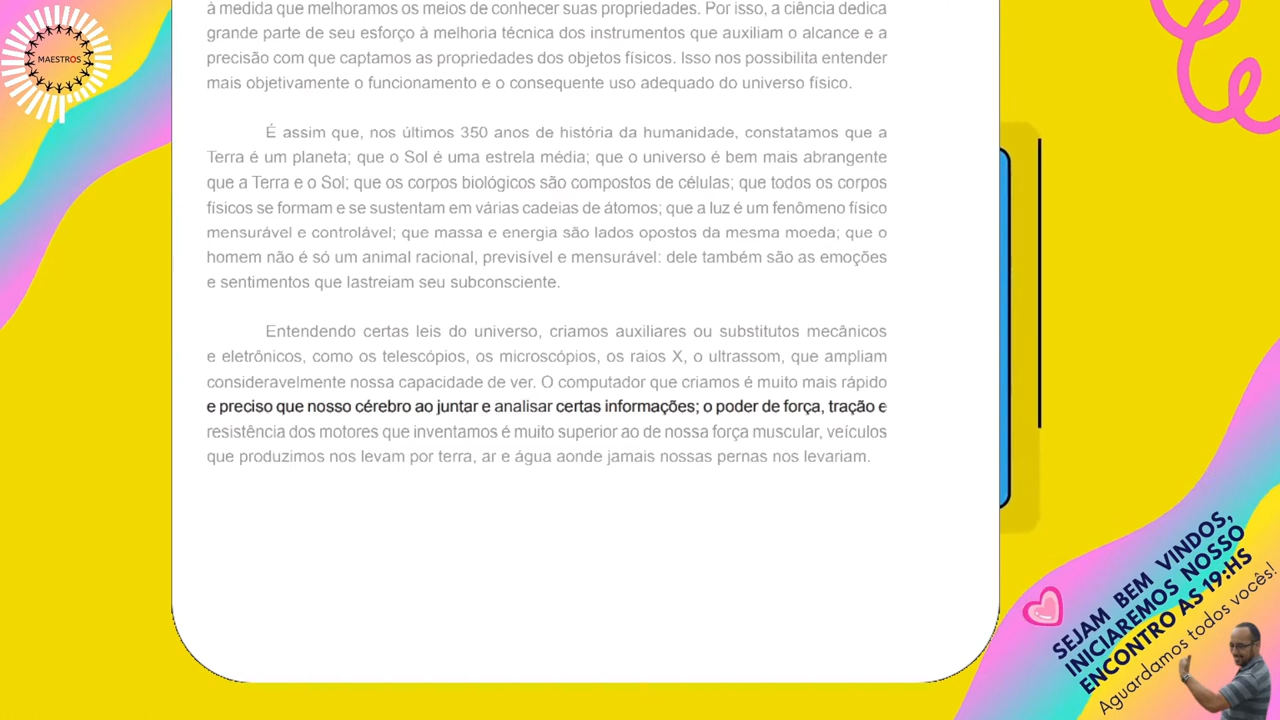 MAESTROS
à medida que melhoramos os meios de conhecer suas propriedades. Por isso, a ciência dedica
grande parte de seu esforço à melhoria técnica dos instrumentos que auxiliam o alcance e a
precisão com que captamos as propriedades dos objetos físicos. Isso nos possibilita entender
mais objetivamente o funcionamento e o consequente uso adequado do universo físico.
É assim que, nos últimos 350 anos de história da humanidade, constatamos que a
Terra é um planeta; que o Sol é uma estrela média; que o universo é bem mais abrangente
que a Terra e o Sol; que os corpos biológicos são compostos de células; que todos os corpos
físicos se formam e se sustentam em várias cadeias de átomos; que a luz é um fenômeno físico
mensurável e controlável; que massa e energia são lados opostos da mesma moeda; que o
homem não é só um animal racional, previsível e mensurável: dele também são as emoções
e sentimentos que lastreiam seu subconsciente.
Entendendo certas leis do universo, criamos auxiliares ou substitutos mecânicos
e eletrônicos, como os telescópios, os microscópios, os raios X, o ultrassom, que ampliam
consideravelmente nossa capacidade de ver. O computador que criamos é muito mais rápido
e preciso que nosso cérebro ao juntar e analisar certas informações; o poder de força, tração e
resistência dos motores que inventamos é muito superior ao de nossa força muscular, veículos
que produzimos nos levam por terra, ar e água aonde jamais nossas pernas nos levariam.
SEJAM BEM VINDOS,
INICIAREMOS NOSSO
ENCONTRO AS 19:HS
Aguardamos todos vocês!